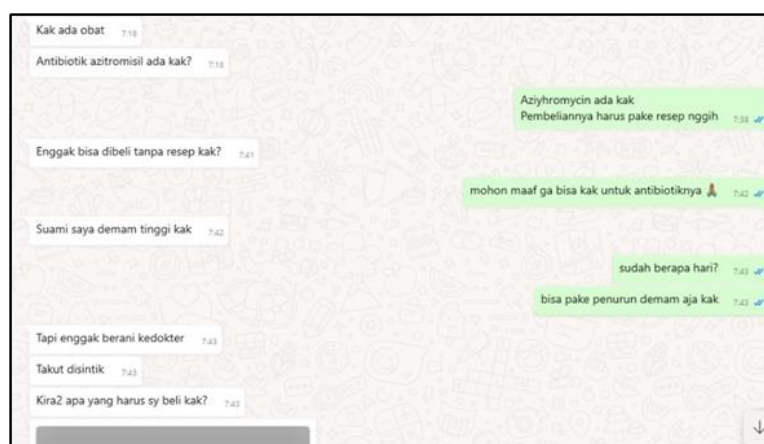 Kak ada obat 7:18
Antibiotik azitromisil ada kak? 7:18
Aziyhromycin ada kak
Pembeliannya harus pake resep nggih 7:38
Enggak bisa dibeli tanpa resep kak? 7:41
mohon maaf ga bisa kak untuk antibiotiknya 🙏🏽 7:42
Suami saya demam tinggi kak 7:42
sudah berapa hari? 7:43
bisa pake penurun demam aja kak 7:43
Tapi enggak berani kedokter 7:43
Takut disintik 7:43
Kira2 apa yang harus sy beli kak? 7:43